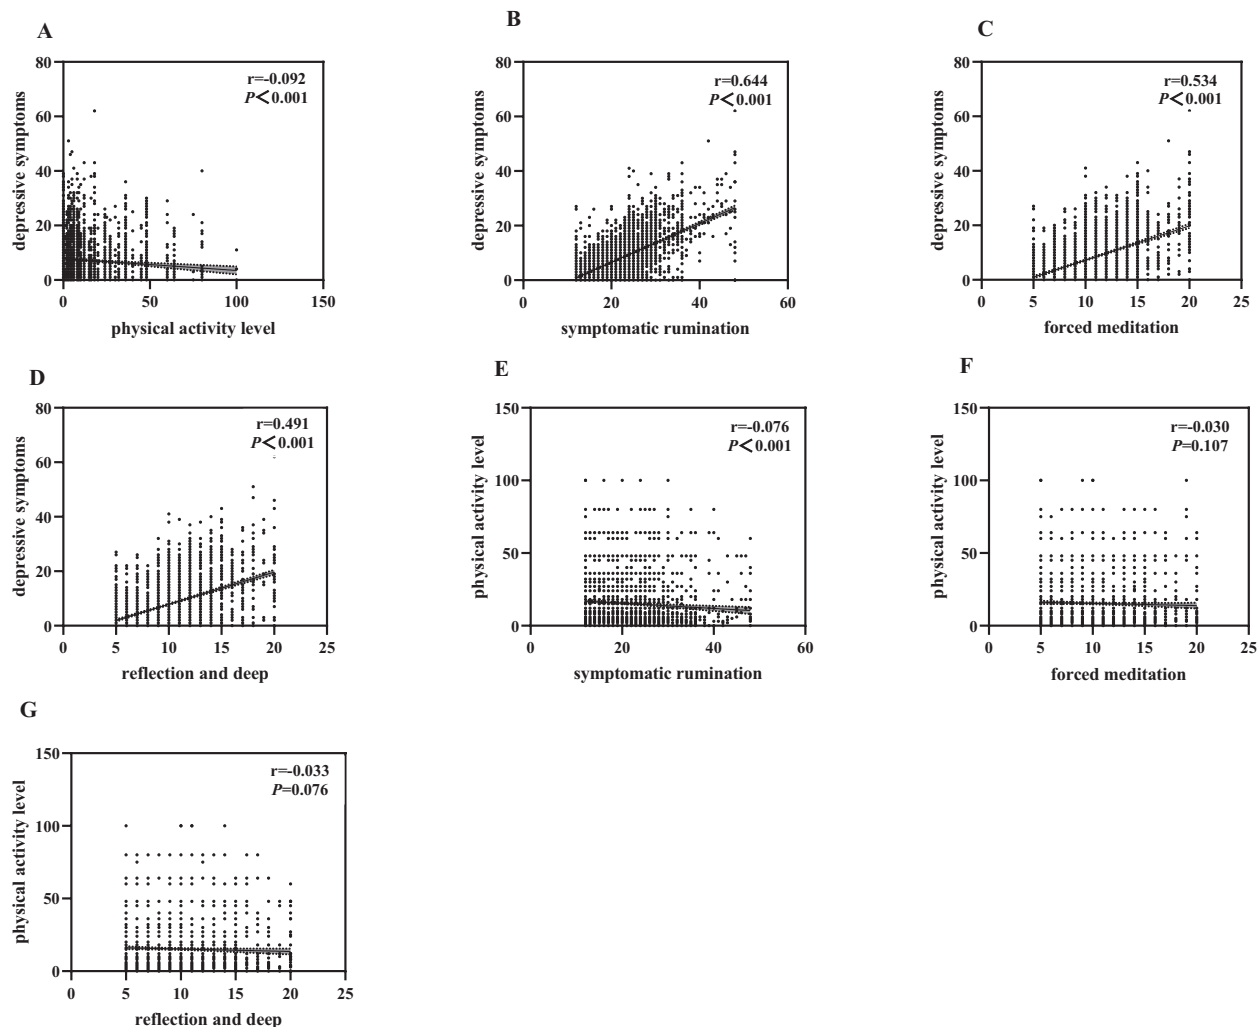 A
r=-0.092
P<0.001
depressive symptoms
80
60
40
20
0
0 50 100 150
physical activity level
B
r=0.644
P<0.001
depressive symptoms
80
60
40
20
0
0 20 40 60
symptomatic rumination
C
r=0.534
P<0.001
depressive symptoms
80
60
40
20
0
0 5 10 15 20 25
forced meditation
D
r=0.491
P<0.001
depressive symptoms
80
60
40
20
0
0 5 10 15 20 25
reflection and deep
E
r=-0.076
P<0.001
physical activity level
150
100
50
0
0 20 40 60
symptomatic rumination
F
r=-0.030
P=0.107
physical activity level
150
100
50
0
0 5 10 15 20 25
forced meditation
G
r=-0.033
P=0.076
physical activity level
150
100
50
0
0 5 10 15 20 25
reflection and deep